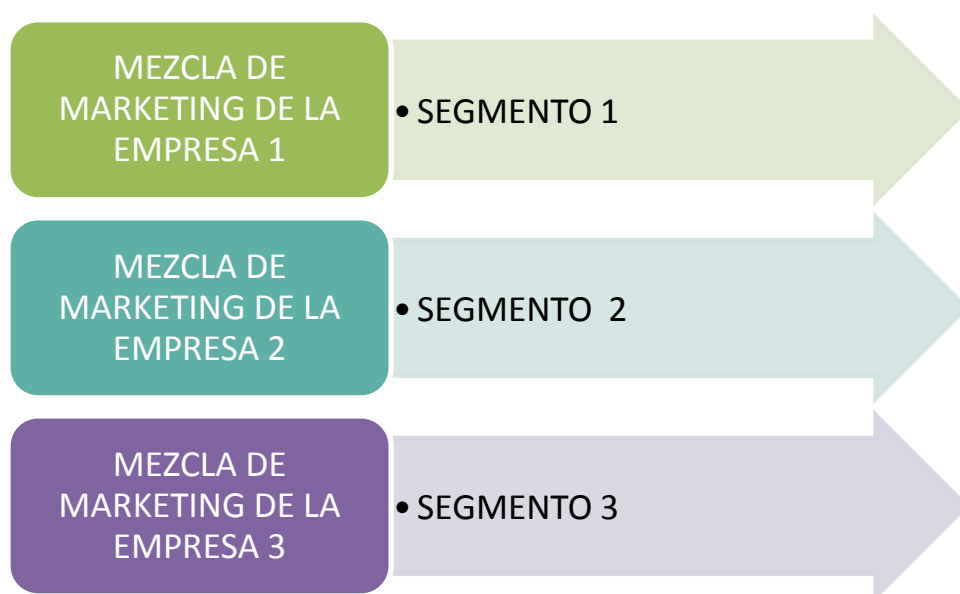 MEZCLA DE
MARKETING DE LA
EMPRESA 1
• SEGMENTO 1
MEZCLA DE
MARKETING DE LA
EMPRESA 2
• SEGMENTO  2
MEZCLA DE
MARKETING DE LA
EMPRESA 3
• SEGMENTO 3